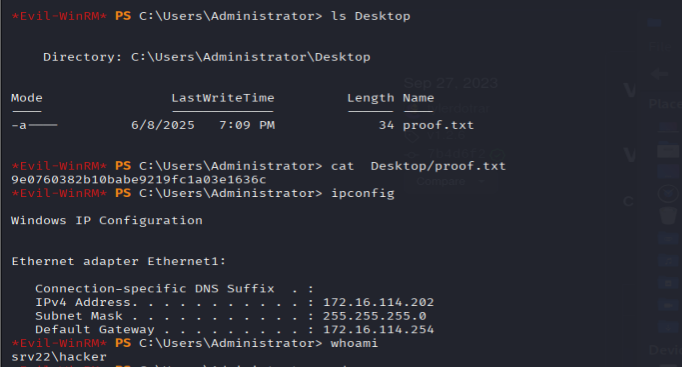 *Evil-WinRM* PS C:\Users\Administrator> ls Desktop
Directory: C:\Users\Administrator\Desktop
Mode LastWriteTime Length Name
-a---- 6/8/2025 7:09 PM 34 proof.txt
*Evil-WinRM* PS C:\Users\Administrator> cat Desktop/proof.txt
9e0760382b10babe9219fc1a03e1636c
*Evil-WinRM* PS C:\Users\Administrator> ipconfig
Windows IP Configuration
Ethernet adapter Ethernet1:
Connection-specific DNS Suffix . :
IPv4 Address. . . . . . . . . . . : 172.16.114.202
Subnet Mask . . . . . . . . . . . : 255.255.255.0
Default Gateway . . . . . . . . . : 172.16.114.254
*Evil-WinRM* PS C:\Users\Administrator> whoami
srv22\hacker
Sep 27, 2023